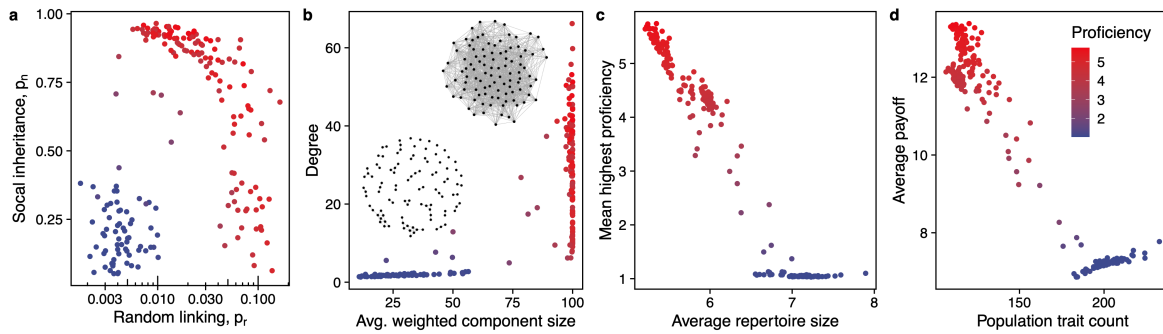 a
Socal inheritance, pn
1.00
0.75
0.50
0.25
0.003
0.010
0.030
0.100
Random linking, pr
b
Degree
60
40
20
0
25
50
75
100
Avg. weighted component size
c
Mean highest proficiency
5
4
3
2
1
6
7
8
Average repertoire size
d
Average payoff
12
10
8
150
200
Population trait count
Proficiency
5
4
3
2